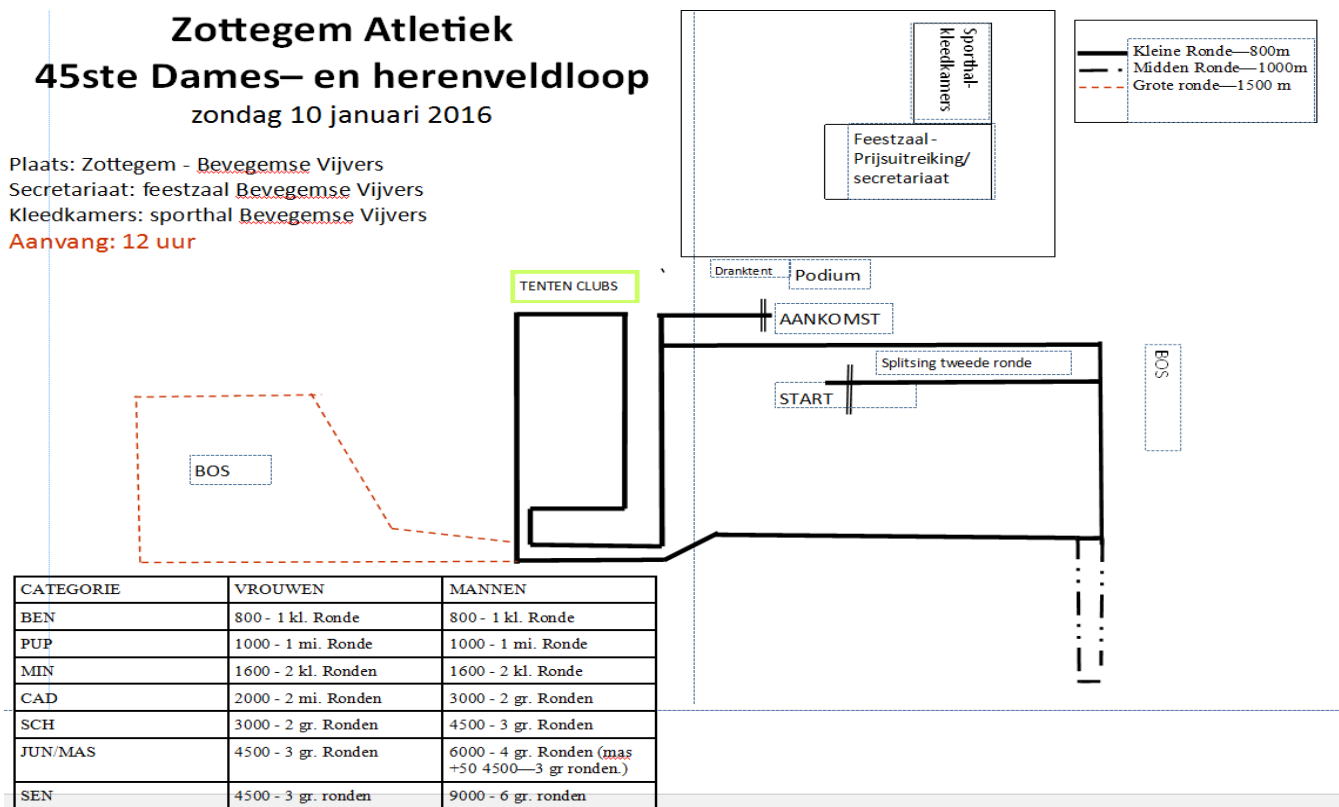 Zottegem Atletiek
45ste Dames– en herenveldloop
zondag 10 januari 2016
Plaats: Zottegem - Bevegemse Vijvers
Secretariaat: feestzaal Bevegemse Vijvers
Kleedkamers: sporthal Bevegemse Vijvers
Aanvang: 12 uur
Sporthal-
kleedkamers
Feestzaal -
Prijsuitreiking/
secretariaat
Kleine Ronde—800m
Midden Ronde—1000m
Grote ronde—1500 m
Dranktent
Podium
TENTEN CLUBS
AANKOMST
Splitsing tweede ronde
START
BOS
BOS
CATEGORIE VROUWEN MANNEN
BEN 800 - 1 kl. Ronde 800 - 1 kl. Ronde
PUP 1000 - 1 mi. Ronde 1000 - 1 mi. Ronde
MIN 1600 - 2 kl. Ronden 1600 - 2 kl. Ronde
CAD 2000 - 2 mi. Ronden 3000 - 2 gr. Ronden
SCH 3000 - 2 gr. Ronden 4500 - 3 gr. Ronden
JUN/MAS 4500 - 3 gr. Ronden 6000 - 4 gr. Ronden (mas
+50 4500—3 gr ronden.)
SEN 4500 - 3 gr. ronden 9000 - 6 gr. ronden